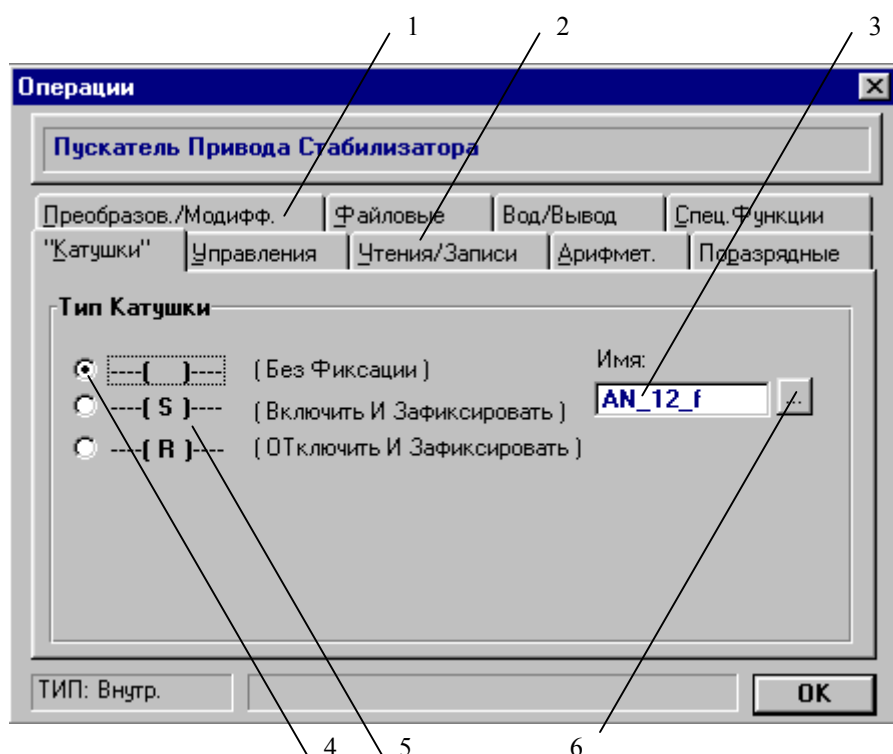 1 2 3
Операции
Пускатель Привода Стабилизатора
Преобразов./Модифф. Файловые Вод/Вывод Спец.Функции
"Катушки" Управления Чтения/Записи Арифмет. Поразрядные
Тип Катушки
----( )---- ( Без Фиксации ) Имя:
----( S )---- ( Включить И Зафиксировать ) AN_12_f ...
----( R )---- ( ОТключить И Зафиксировать )
ТИП: Внутр. OK
4 5 6